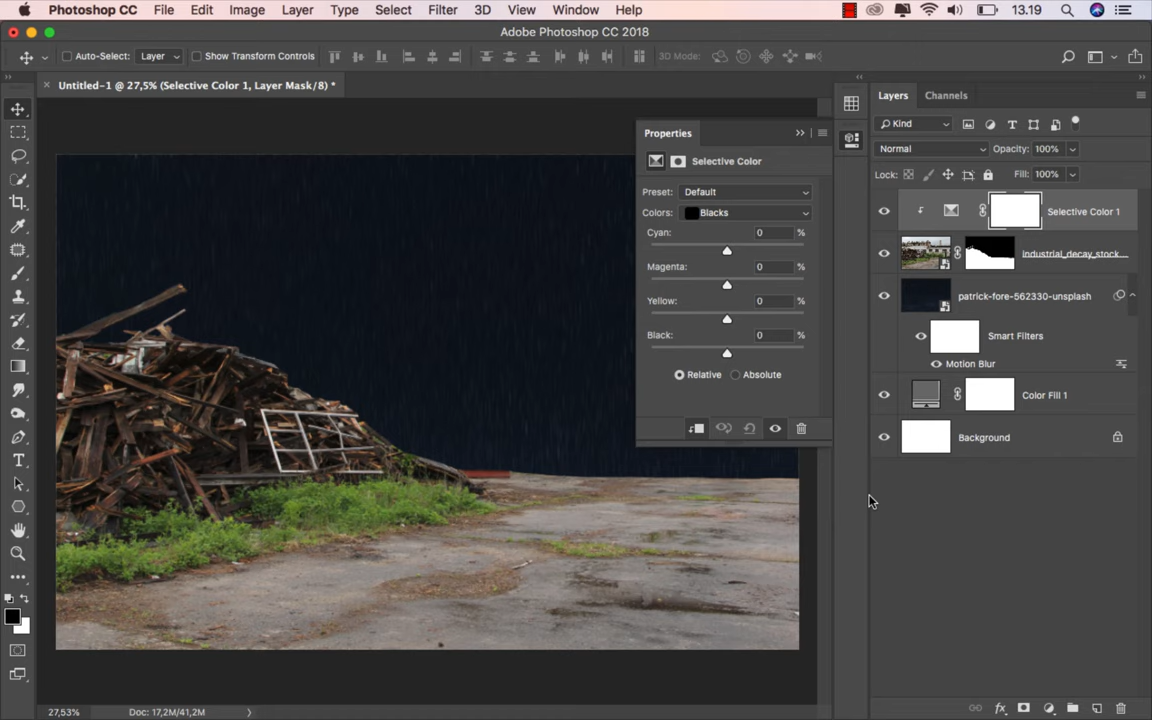 Photoshop CC File Edit Image Layer Type Select Filter 3D View Window Help 13.19
Adobe Photoshop CC 2018
Auto-Select: Layer Show Transform Controls 3D Mode:
Untitled-1 @ 27,5% (Selective Color 1, Layer Mask/8) *
Properties
Selective Color
Preset: Default
Colors: Blacks
Cyan: 0 %
Magenta: 0 %
Yellow: 0 %
Black: 0 %
Relative Absolute
Layers Channels
Kind
Normal Opacity: 100%
Lock: Fill: 100%
Selective Color 1
Industrial_decay_stock
patrick-fore-562330-unsplash
Smart Filters
Motion Blur
Color Fill 1
Background
27,53% Doc: 17,2M/41,2M